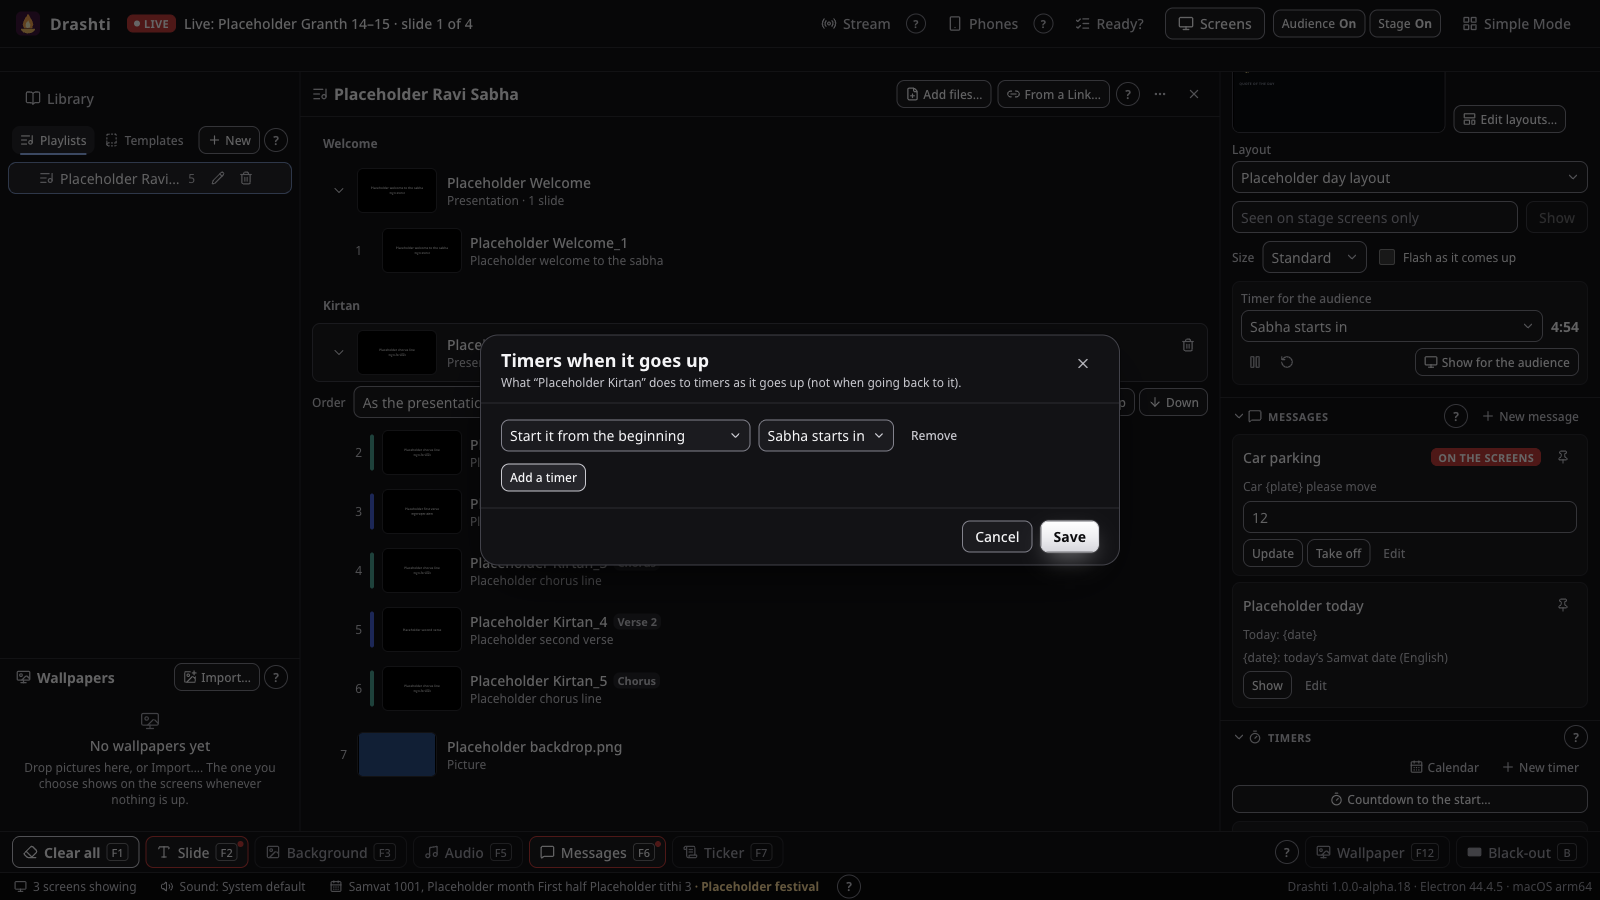 Drashti
LIVE
Live: Placeholder Granth 14–15 · slide 1 of 4
Stream
?
Phones
?
Ready?
Screens
Audience On
Stage On
Simple Mode
Library
Playlists
Templates
New
?
Placeholder Ravi...
5
Placeholder Ravi Sabha
Add files...
From a Link...
?
Welcome
Placeholder Welcome
Presentation · 1 slide
1
Placeholder Welcome_1
Placeholder welcome to the sabha
Kirtan
Order
As the presentatic
Down
2
3
4
Placeholder chorus line
5
Placeholder Kirtan_4
Verse 2
Placeholder second verse
6
Placeholder Kirtan_5
Chorus
Placeholder chorus line
7
Placeholder backdrop.png
Picture
Timers when it goes up
What “Placeholder Kirtan” does to timers as it goes up (not when going back to it).
Start it from the beginning
Sabha starts in
Remove
Add a timer
Cancel
Save
Edit layouts...
Layout
Placeholder day layout
Seen on stage screens only
Show
Size
Standard
Flash as it comes up
Timer for the audience
Sabha starts in
4:54
Show for the audience
MESSAGES
?
New message
Car parking
ON THE SCREENS
Car {plate} please move
12
Update
Take off
Edit
Placeholder today
Today: {date}
{date}: today’s Samvat date (English)
Show
Edit
TIMERS
?
Calendar
New timer
Countdown to the start...
Wallpapers
Import...
?
No wallpapers yet
Drop pictures here, or Import.... The one you
choose shows on the screens whenever
nothing is up.
Clear all F1
Slide F2
Background F3
Audio F5
Messages F6
Ticker F7
?
Wallpaper F12
Black-out B
3 screens showing
Sound: System default
Samvat 1001, Placeholder month First half Placeholder tithi 3 · Placeholder festival
?
Drashti 1.0.0-alpha.18 · Electron 44.4.5 · macOS arm64